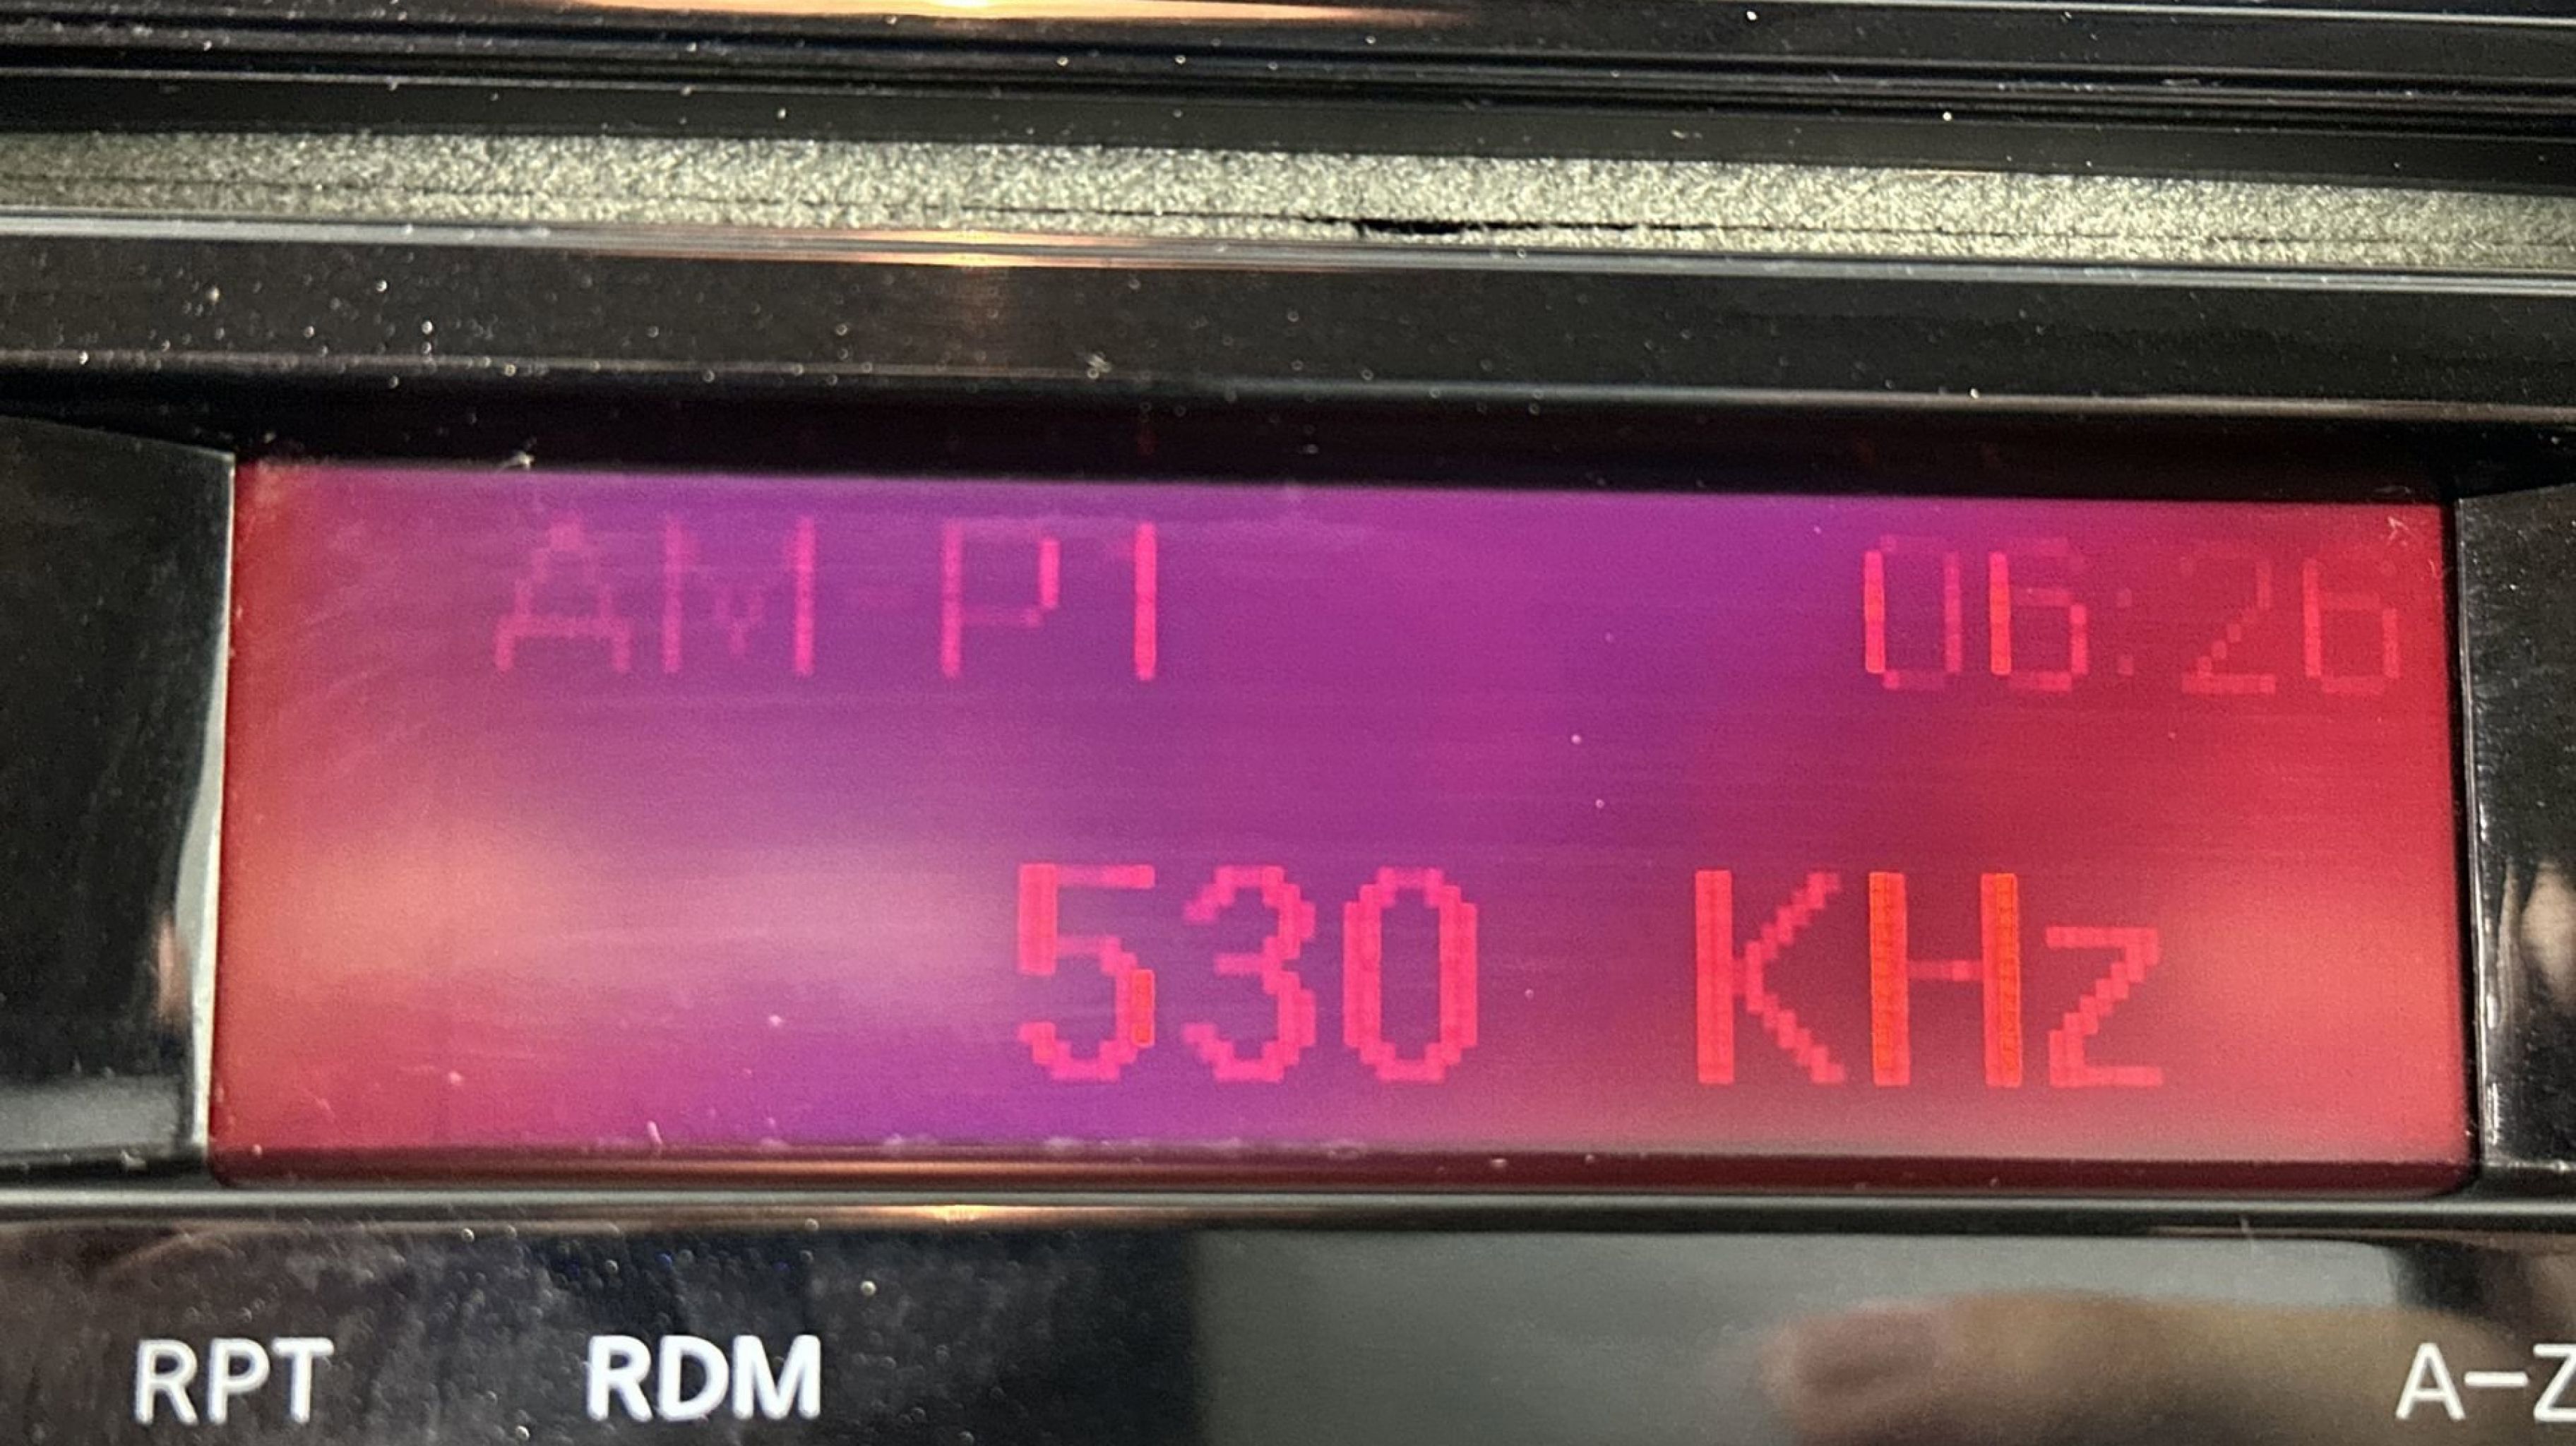 AM P1 06:26
530 KHz
RPT RDM A-Z